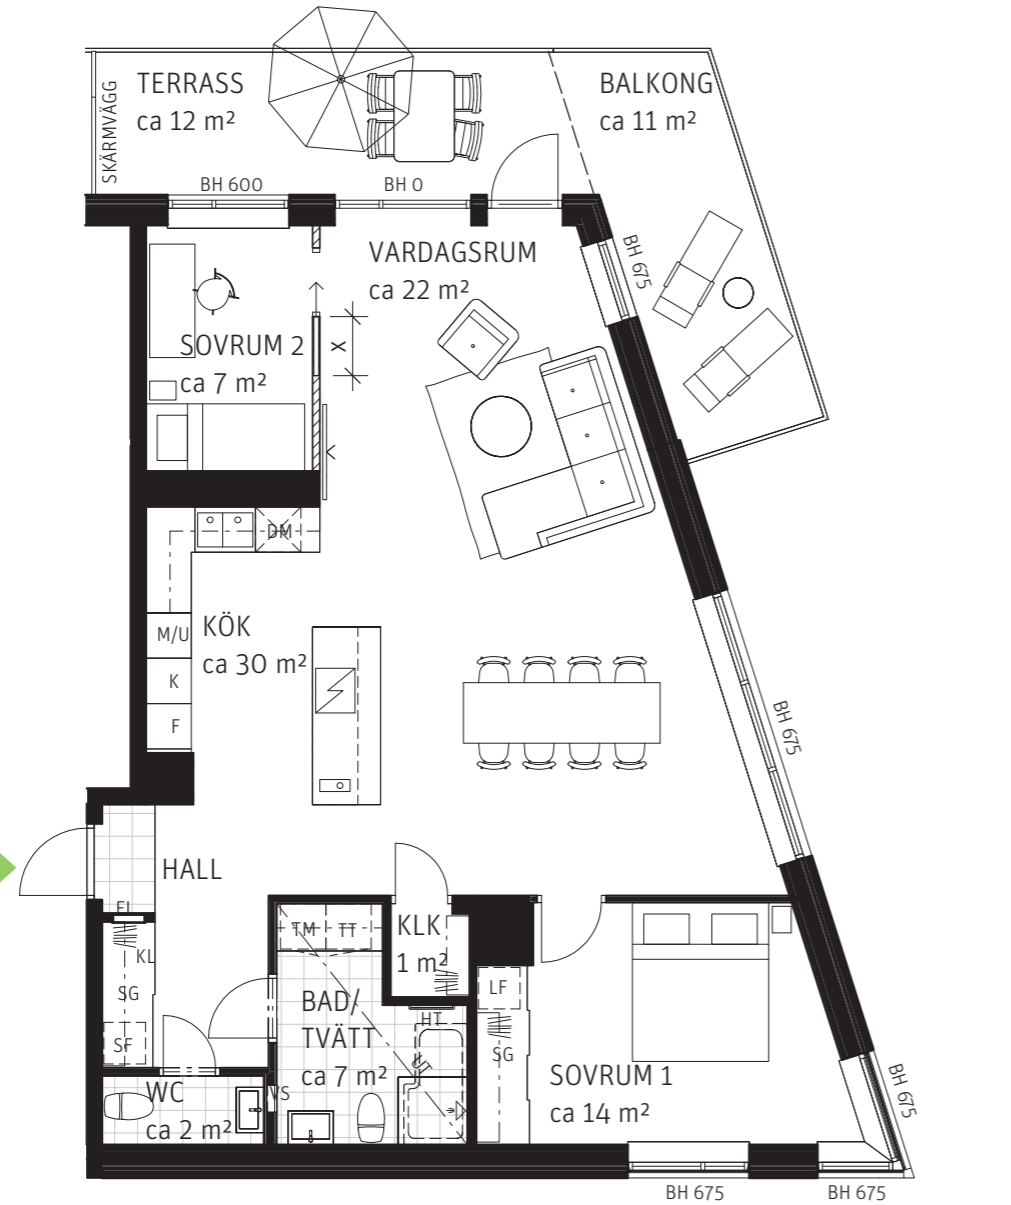 TERRASS
ca 12 m²
BALKONG
ca 11 m²
SKÄRMVÄGG
BH 600
BH 0
VARDAGSRUM
ca 22 m²
BH 675
SOVRUM 2
ca 7 m²
X
DM
KÖK
ca 30 m²
M/U
K
F
BH 675
HALL
EL
KL
SG
SF
TM
TT
KLK
1 m²
BAD/
TVÄTT
ca 7 m²
HT
LF
SG
SOVRUM 1
ca 14 m²
BH 675
WC
ca 2 m²
VS
BH 675
BH 675